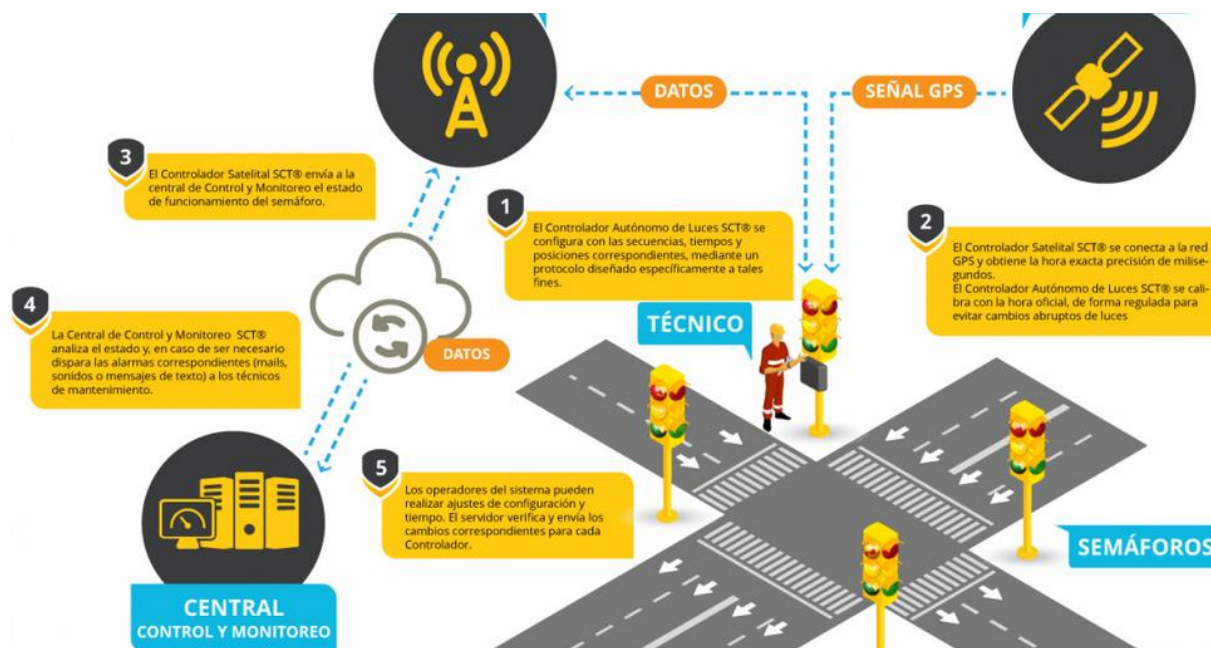 DATOS
SEÑAL GPS
3
El Controlador Satelital SCT® envía a la
central de Control y Monitoreo el estado
de funcionamiento del semáforo.
1
El Controlador Autónomo de Luces SCT® se
configura con las secuencias, tiempos y
posiciones correspondientes, mediante un
protocolo diseñado específicamente a tales
fines.
2
El Controlador Satelital SCT® se conecta a la red
GPS y obtiene la hora exacta precisión de milise-
gundos.
El Controlador Autónomo de Luces SCT® se cali-
bra con la hora oficial, de forma regulada para
evitar cambios abruptos de luces
4
La Central de Control y Monitoreo SCT®
analiza el estado y, en caso de ser necesario
dispara las alarmas correspondientes (mails,
sonidos o mensajes de texto) a los técnicos
de mantenimiento.
TÉCNICO
DATOS
5
Los operadores del sistema pueden
realizar ajustes de configuración y
tiempo. El servidor verifica y envía los
cambios correspondientes para cada
Controlador.
SEMÁFOROS
CENTRAL
CONTROL Y MONITOREO